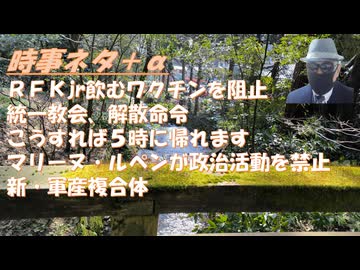 時事ネタ+α
RFKjr飲むワクチンを阻止
統一教会、解散命令
こうすれば5時に帰れます
マリーヌ・ルペンが政治活動を禁止
新・軍産複合体